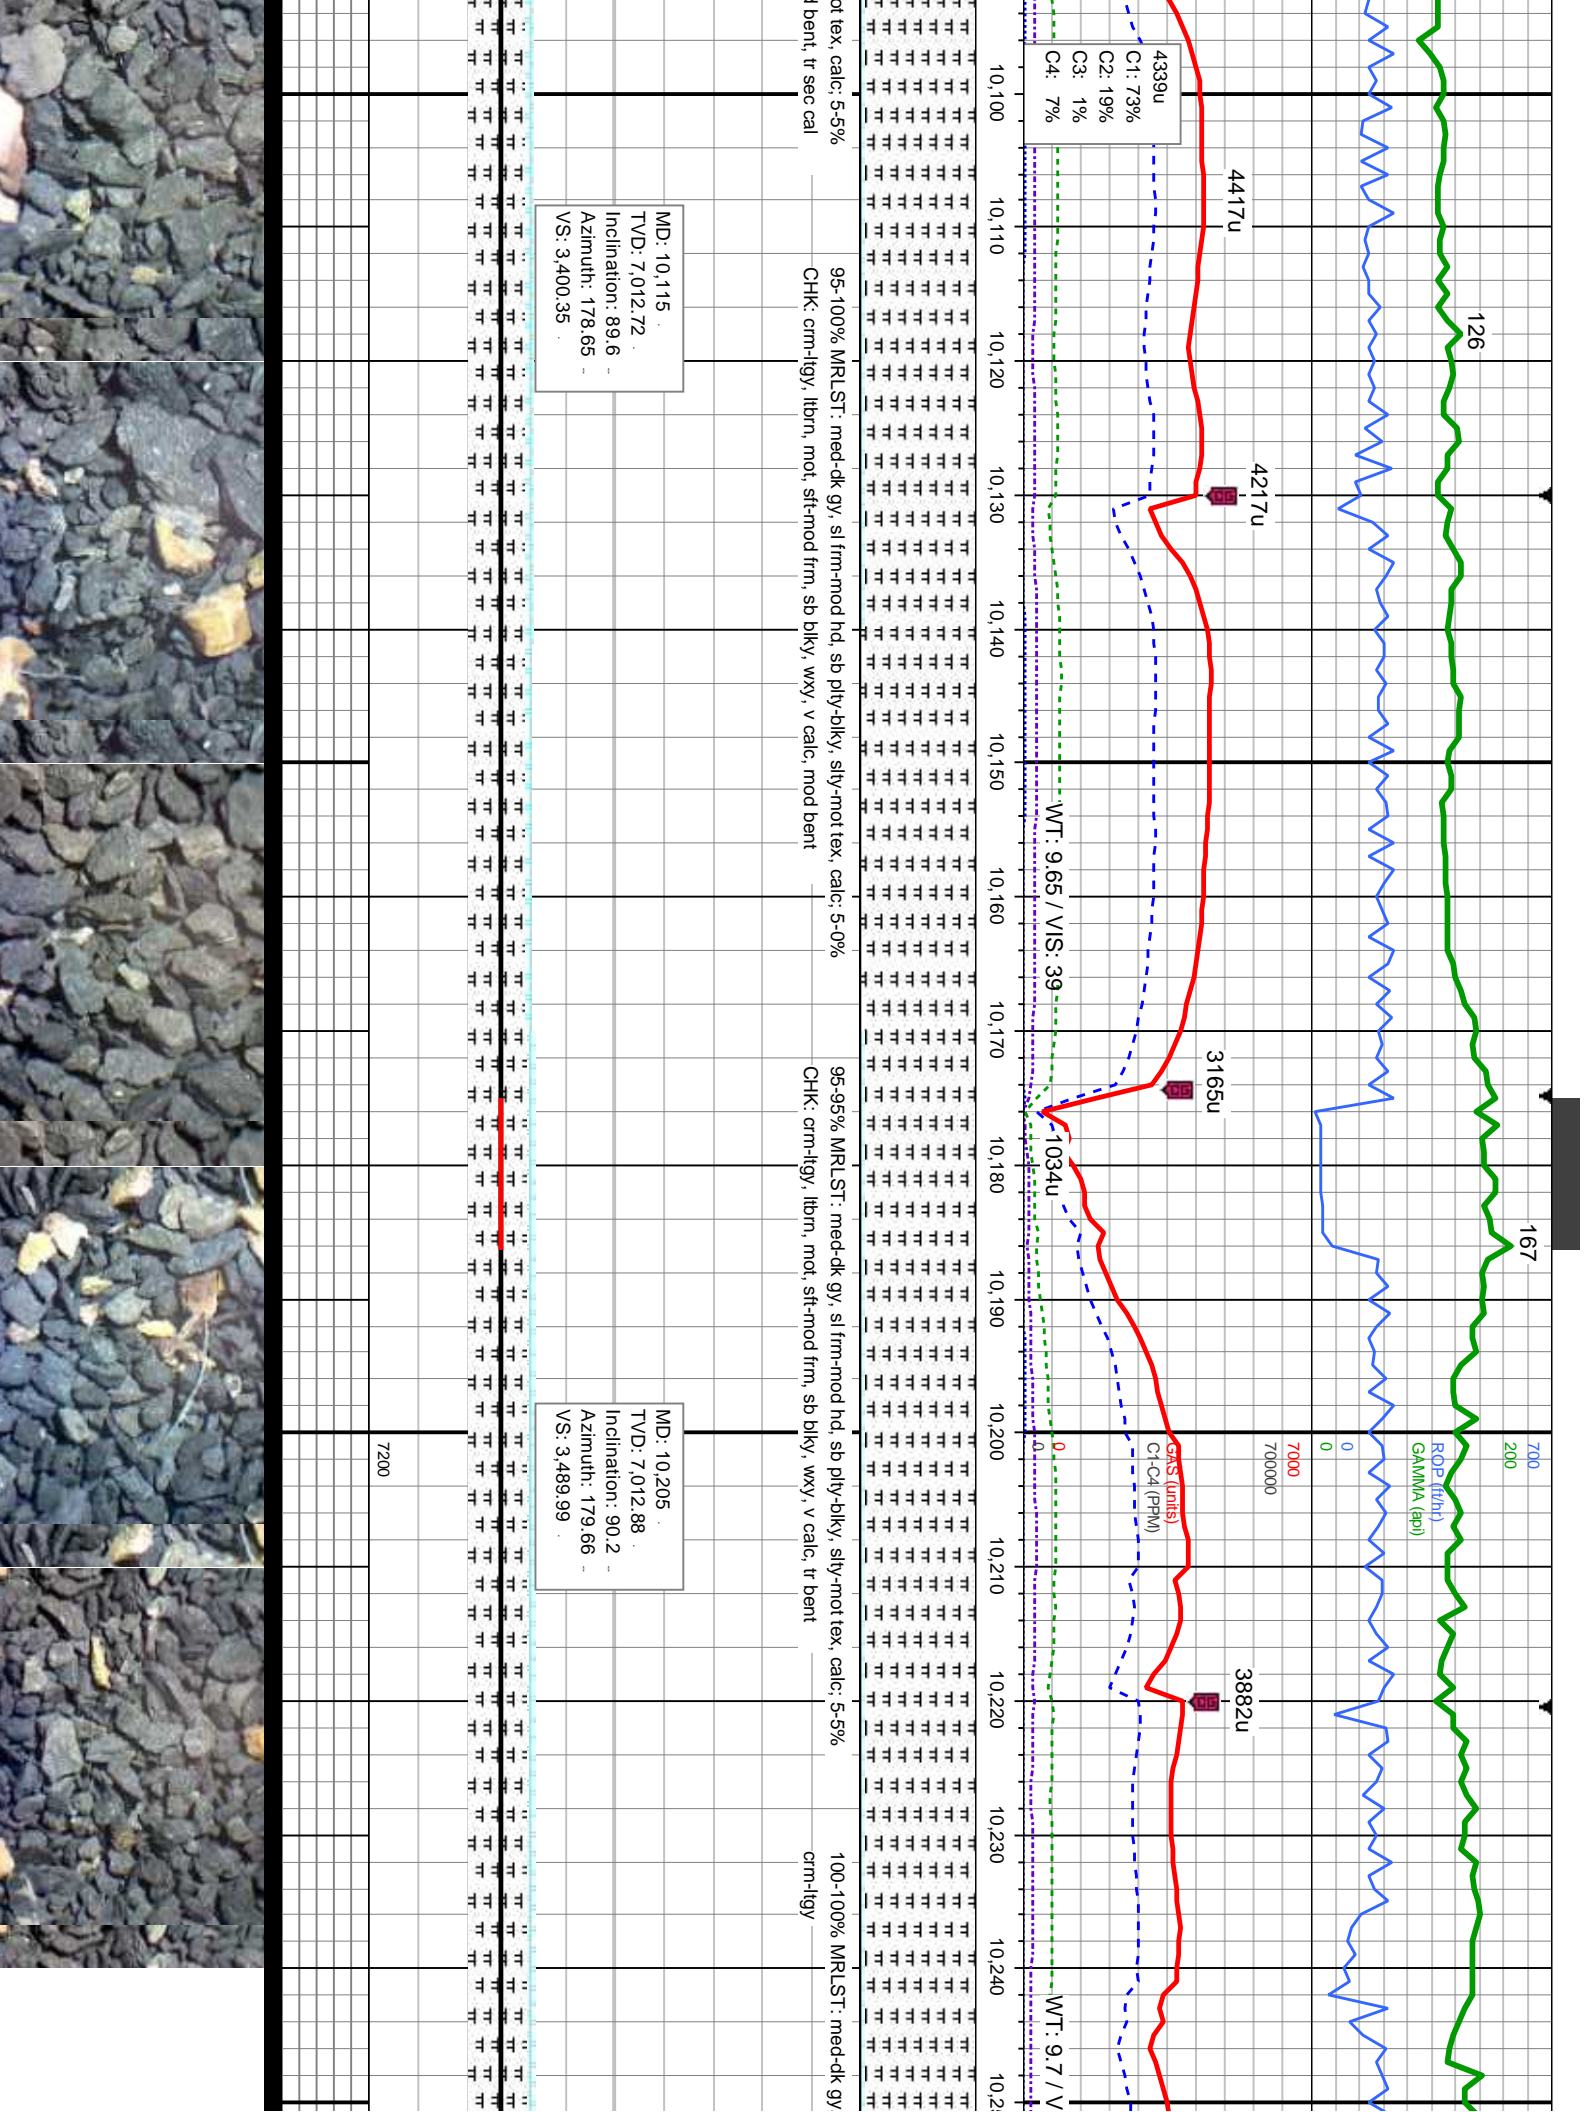 126
167
700
200
ROP (ft/hr)
GAMMA (api)
0
0
4417u
4217u
3165u
3882u
7000
700000
GAS (units)
C1-C4 (PPM)
0
0
4339u
C1: 73%
C2: 19%
C3: 1%
C4: 7%
WT: 9.65 / VIS: 39
1034u
WT: 9.7 / V
10,100
10,110
10,120
10,130
10,140
10,150
10,160
10,170
10,180
10,190
10,200
10,210
10,220
10,230
10,240
ot tex, calc; 5-5%
d bent, tr sec cal
95-100% MRLST: med-dk gy, sl frm-mod hd, sb plty-blky, slty-mot tex, calc; 5-0%
CHK: crm-ltgy, ltbrn, mot, sft-mod frm, sb blky, wxy, v calc, mod bent
95-95% MRLST: med-dk gy, sl frm-mod hd, sb plty-blky, slty-mot tex, calc; 5-5%
CHK: crm-ltgy, ltbrn, mot, sft-mod frm, sb blky, wxy, v calc, tr bent
100-100% MRLST: med-dk gy
crm-ltgy
MD: 10,115
TVD: 7,012.72
Inclination: 89.6
Azimuth: 178.65
VS: 3,400.35
MD: 10,205
TVD: 7,012.88
Inclination: 90.2
Azimuth: 179.66
VS: 3,489.99
7200